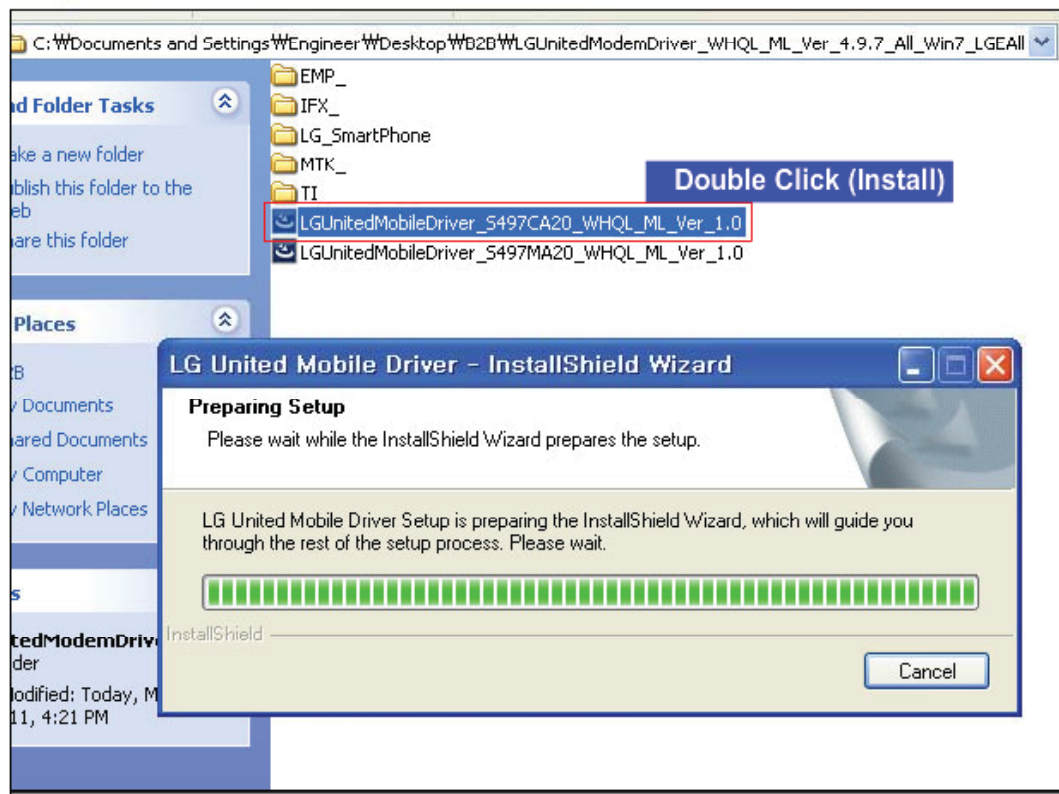 C:₩Documents and Settings₩Engineer₩Desktop₩B2B₩LGUnitedModemDriver_WHQL_ML_Ver_4.9.7_All_Win7_LGEAll
EMP_
IFX_
LG_SmartPhone
MTK_
TI
LGUnitedMobileDriver_S497CA20_WHQL_ML_Ver_1.0
LGUnitedMobileDriver_S497MA20_WHQL_ML_Ver_1.0
Double Click (Install)
nd Folder Tasks
ake a new folder
ublish this folder to the
eb
are this folder
Places
2B
y Documents
ared Documents
y Computer
y Network Places
s
tedModemDriv
der
odified: Today, M
11, 4:21 PM
LG United Mobile Driver - InstallShield Wizard
Preparing Setup
Please wait while the InstallShield Wizard prepares the setup.
LG United Mobile Driver Setup is preparing the InstallShield Wizard, which will guide you
through the rest of the setup process. Please wait.
InstallShield
Cancel